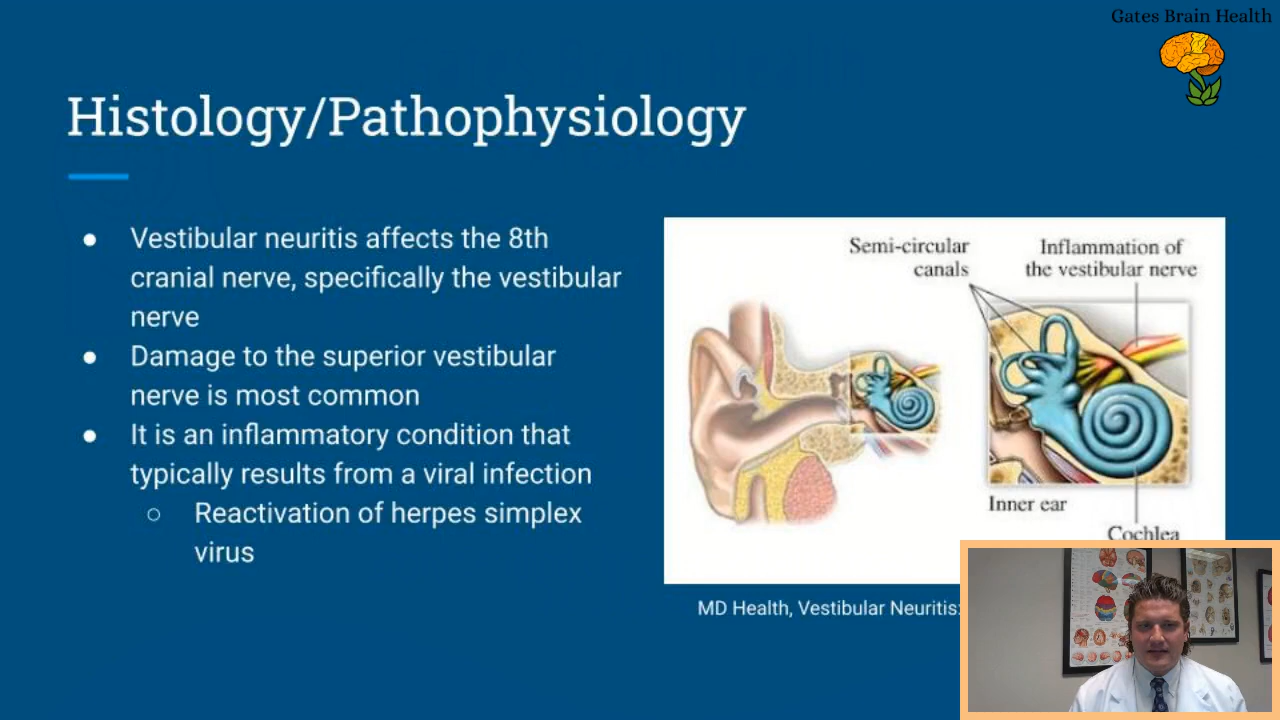 Gates Brain Health
Histology/Pathophysiology
● Vestibular neuritis affects the 8th
cranial nerve, specifically the vestibular
nerve
● Damage to the superior vestibular
nerve is most common
● It is an inflammatory condition that
typically results from a viral infection
○ Reactivation of herpes simplex
virus
Semi-circular
canals
Inflammation of
the vestibular nerve
Inner ear
Cochlea
MD Health, Vestibular Neuritis: